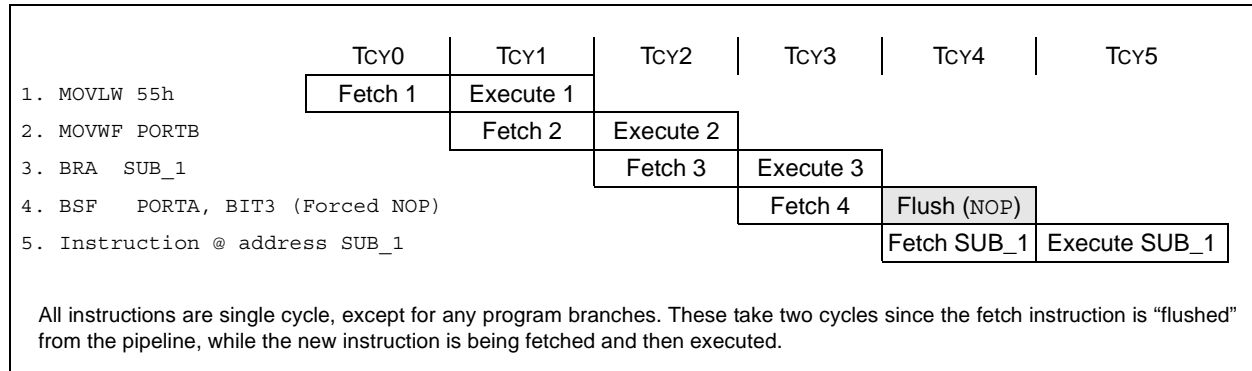 TCY0 TCY1 TCY2 TCY3 TCY4 TCY5
1. MOVLW 55h Fetch 1 Execute 1
2. MOVWF PORTB Fetch 2 Execute 2
3. BRA SUB_1 Fetch 3 Execute 3
4. BSF PORTA, BIT3 (Forced NOP) Fetch 4 Flush (NOP)
5. Instruction @ address SUB_1 Fetch SUB_1 Execute SUB_1
All instructions are single cycle, except for any program branches. These take two cycles since the fetch instruction is “flushed”
from the pipeline, while the new instruction is being fetched and then executed.